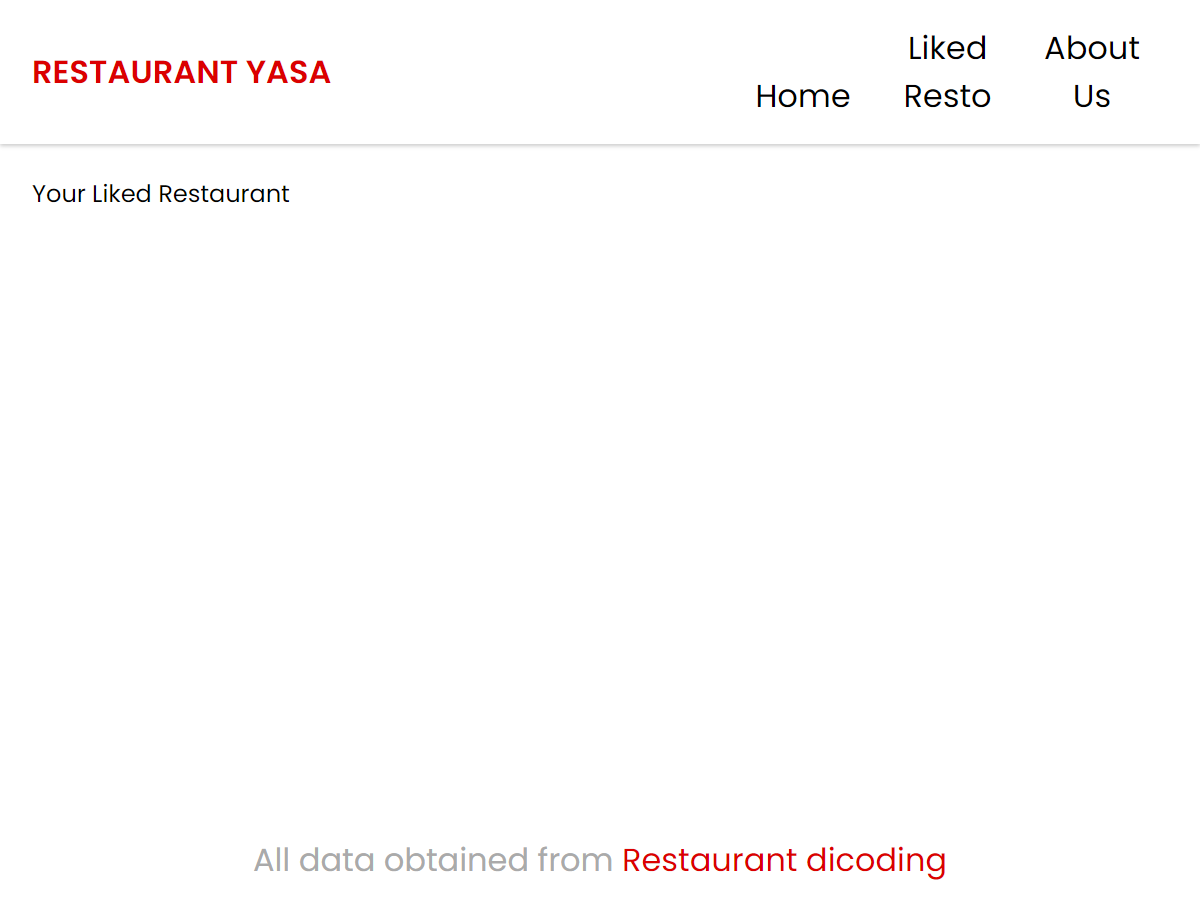 RESTAURANT YASA
Home
Liked
Resto
About
Us
Your Liked Restaurant
All data obtained from Restaurant dicoding